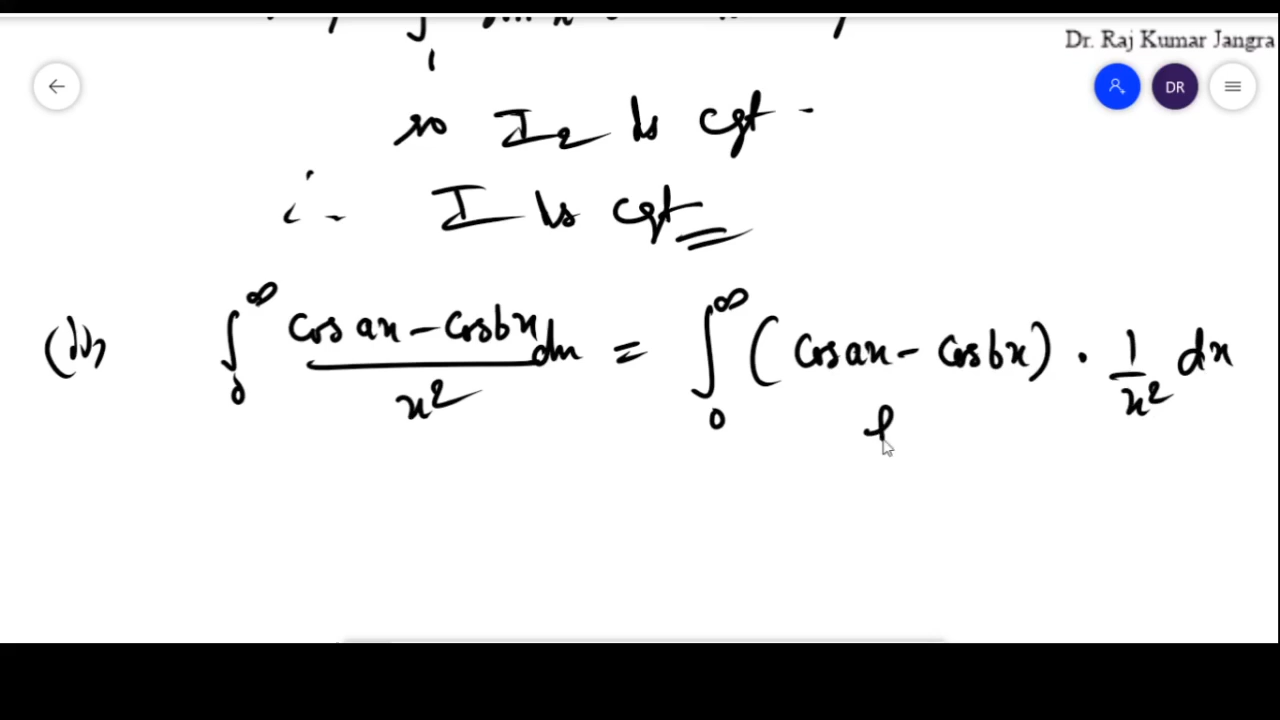 Dr. Raj Kumar Jangra
DR
so I₂ is cgt.
∴ I is cgt
(ii) ∫₀^∞ (cos ax - cos bx)/x² dx = ∫₀^∞ (cos ax - cos bx) · 1/x² dx
f